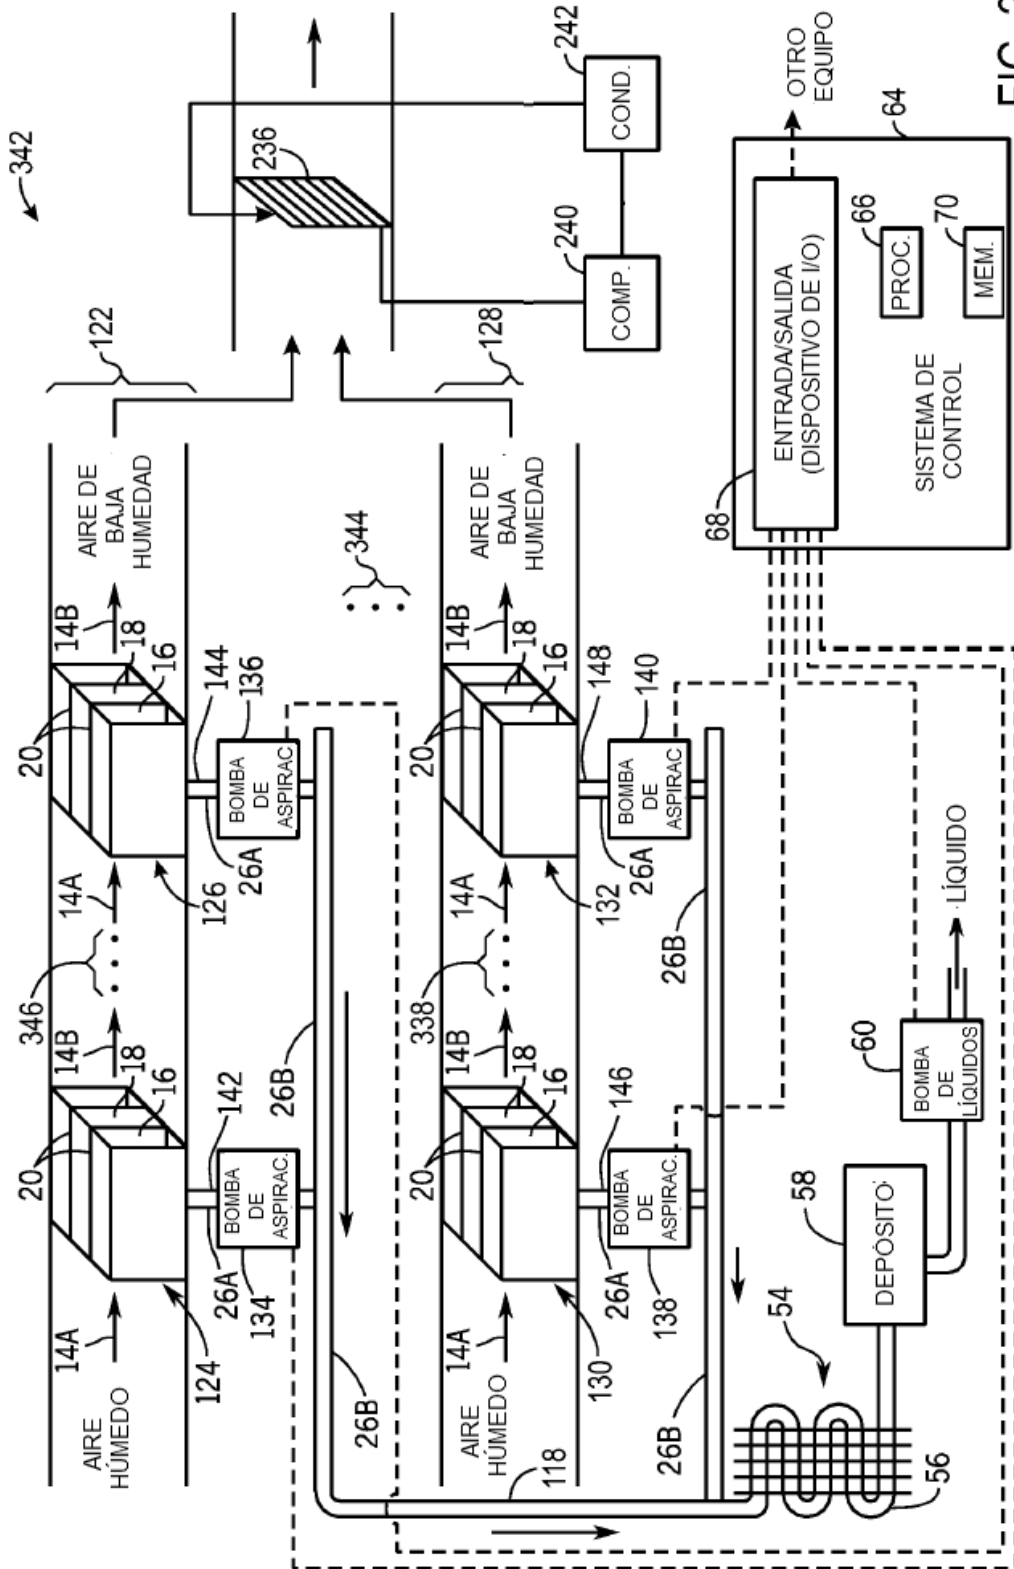 342
122
AIRE HÚMEDO
14A
124
20
18
16
14B
346
14A
126
20
18
16
14B
AIRE DE
BAJA
HUMEDAD
26A
142
134
BOMBA
DE
ASPIRAC.
26A
144
136
BOMBA
DE
ASPIRAC
26B
26B
344
236
240
COMP.
242
COND.
128
AIRE
HÚMEDO
14A
130
20
18
16
14B
338
14A
132
20
18
16
14B
AIRE DE
BAJA
HUMEDAD
26A
146
138
BOMBA
DE
ASPIRAC.
26A
148
140
BOMBA
DE
ASPIRAC
26B
26B
118
54
56
58
DEPÓSITO
60
BOMBA
DE
LÍQUIDOS
LÍQUIDO
68
ENTRADA/SALIDA
(DISPOSITIVO DE I/O)
OTRO
EQUIPO
64
66
PROC.
70
MEM.
SISTEMA DE
CONTROL